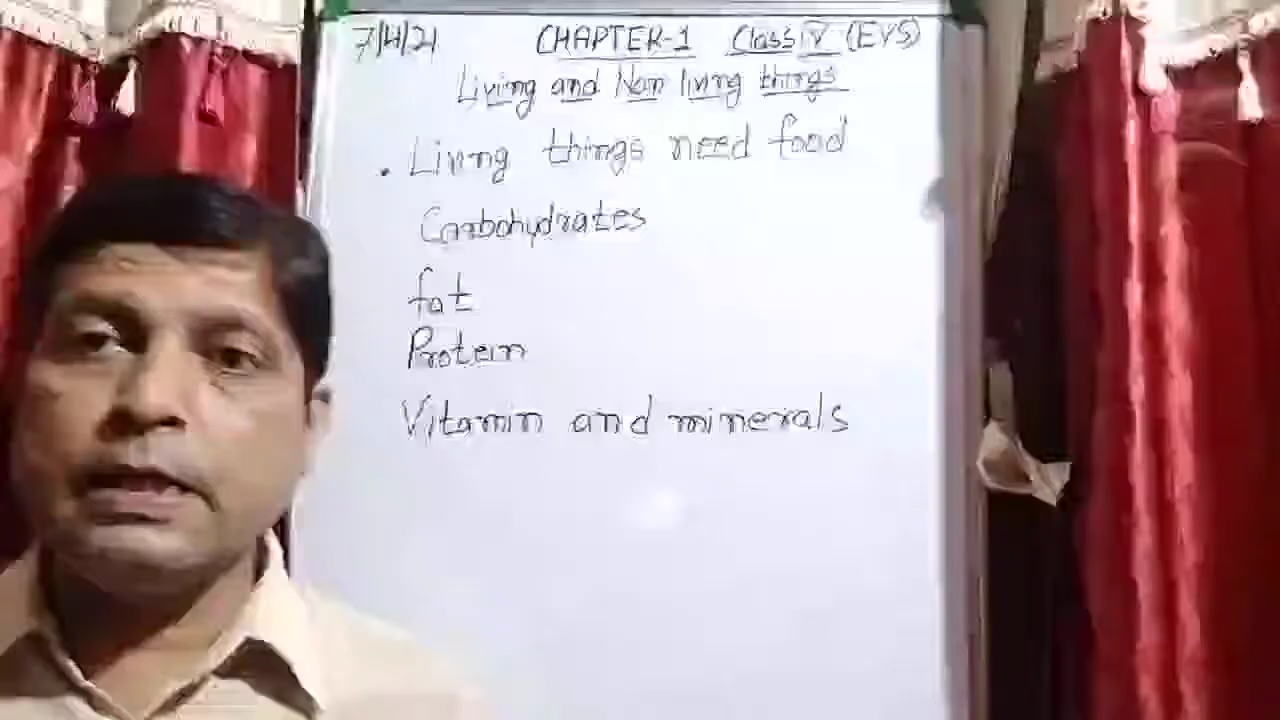 7/4/21 CHAPTER-1 Class V (EVS)
Living and Non living things
. Living things need food
Carbohydrates
fat
Protein
Vitamin and minerals